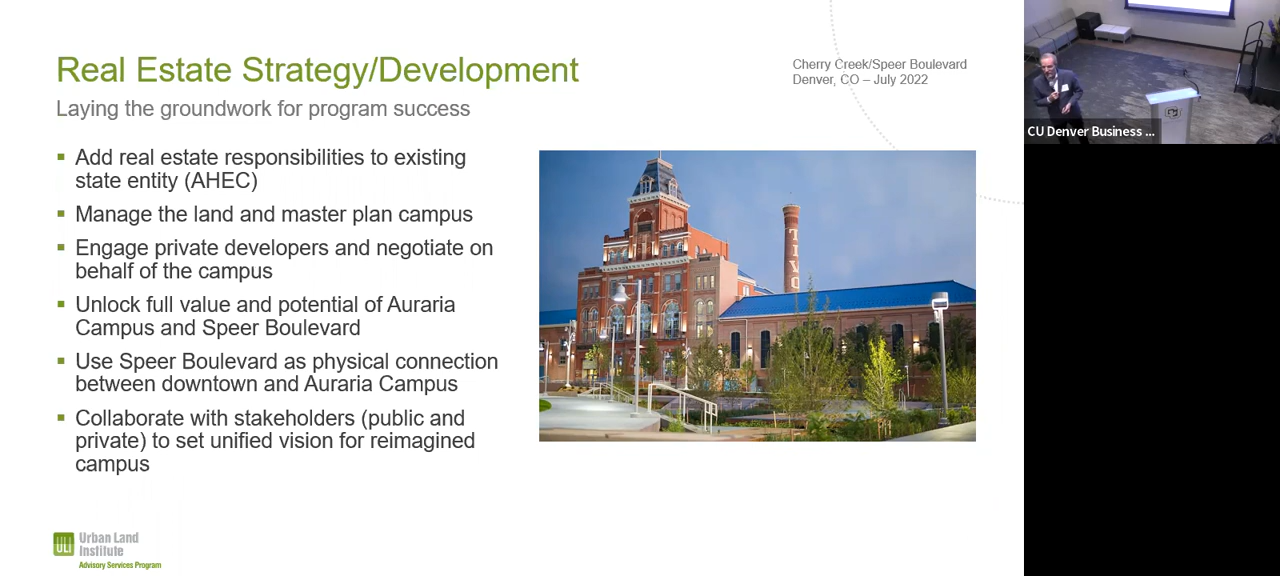 Real Estate Strategy/Development
Laying the groundwork for program success
Cherry Creek/Speer Boulevard
Denver, CO – July 2022
▪ Add real estate responsibilities to existing
state entity (AHEC)
▪ Manage the land and master plan campus
▪ Engage private developers and negotiate on
behalf of the campus
▪ Unlock full value and potential of Auraria
Campus and Speer Boulevard
▪ Use Speer Boulevard as physical connection
between downtown and Auraria Campus
▪ Collaborate with stakeholders (public and
private) to set unified vision for reimagined
campus
TIVO
ULI
Urban Land
Institute
Advisory Services Program
CU Denver Business ...